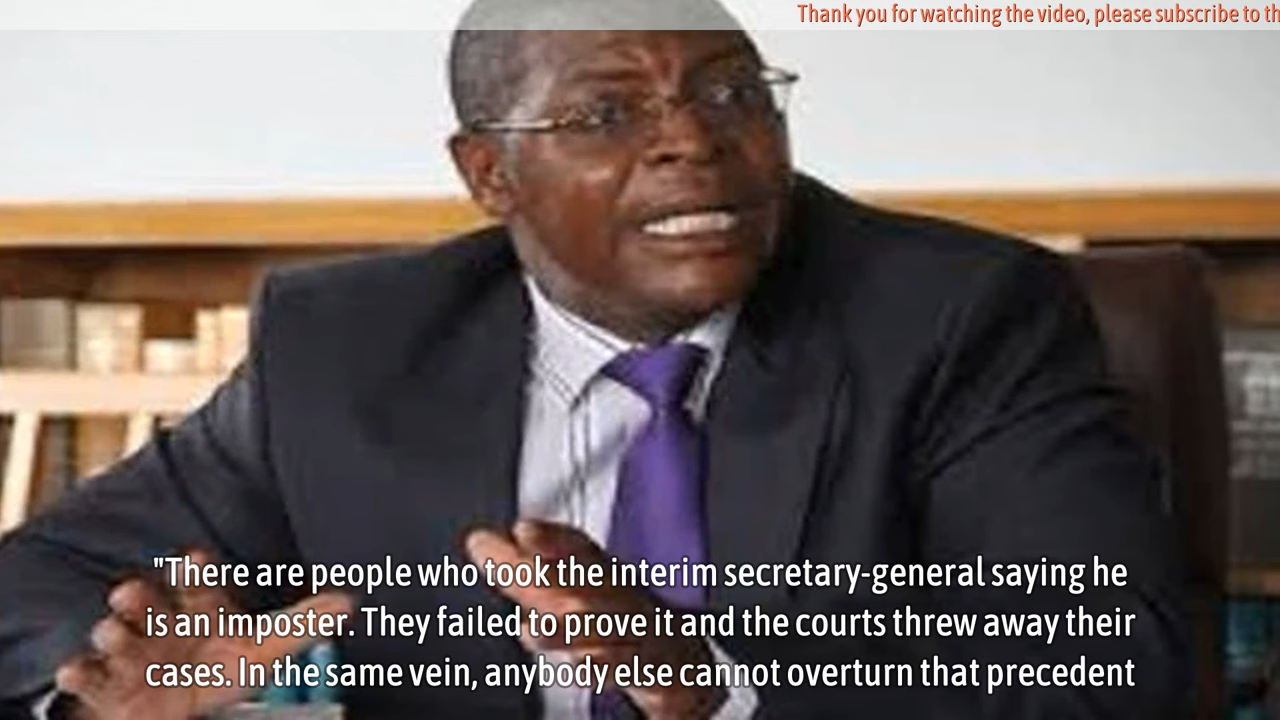 Thank you for watching the video, please subscribe to th
"There are people who took the interim secretary-general saying he
is an imposter. They failed to prove it and the courts threw away their
cases. In the same vein, anybody else cannot overturn that precedent